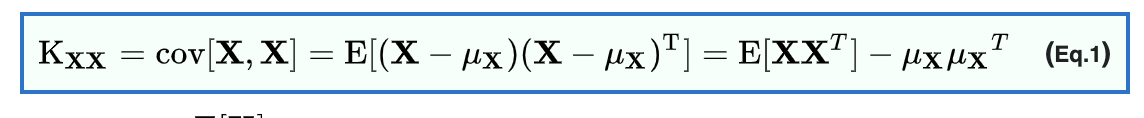 K_XX = cov[X, X] = E[(X − μ_X)(X − μ_X)^T] = E[XX^T] − μ_X μ_X^T (Eq.1)